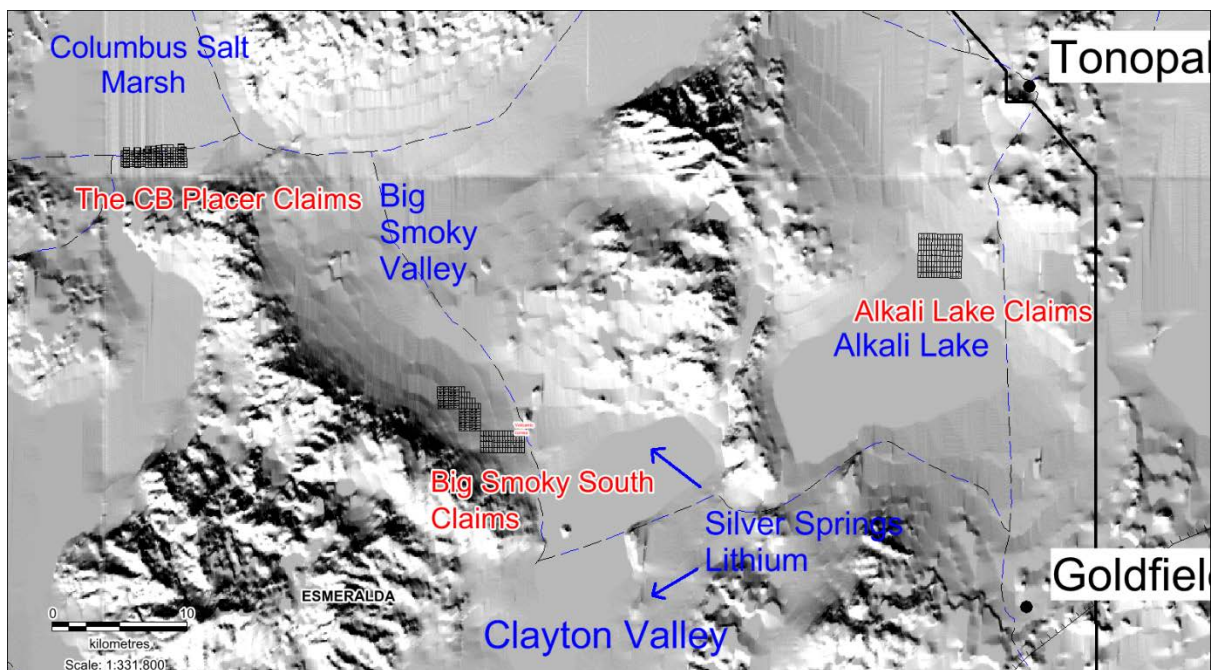 Columbus Salt
Marsh
Tonopal
The CB Placer Claims
Big
Smoky
Valley
Alkali Lake Claims
Alkali Lake
Big Smoky South
Claims
Silver Springs
Lithium
Goldfield
ESMERALDA
Clayton Valley
0 10
kilometres
Scale: 1:331,800